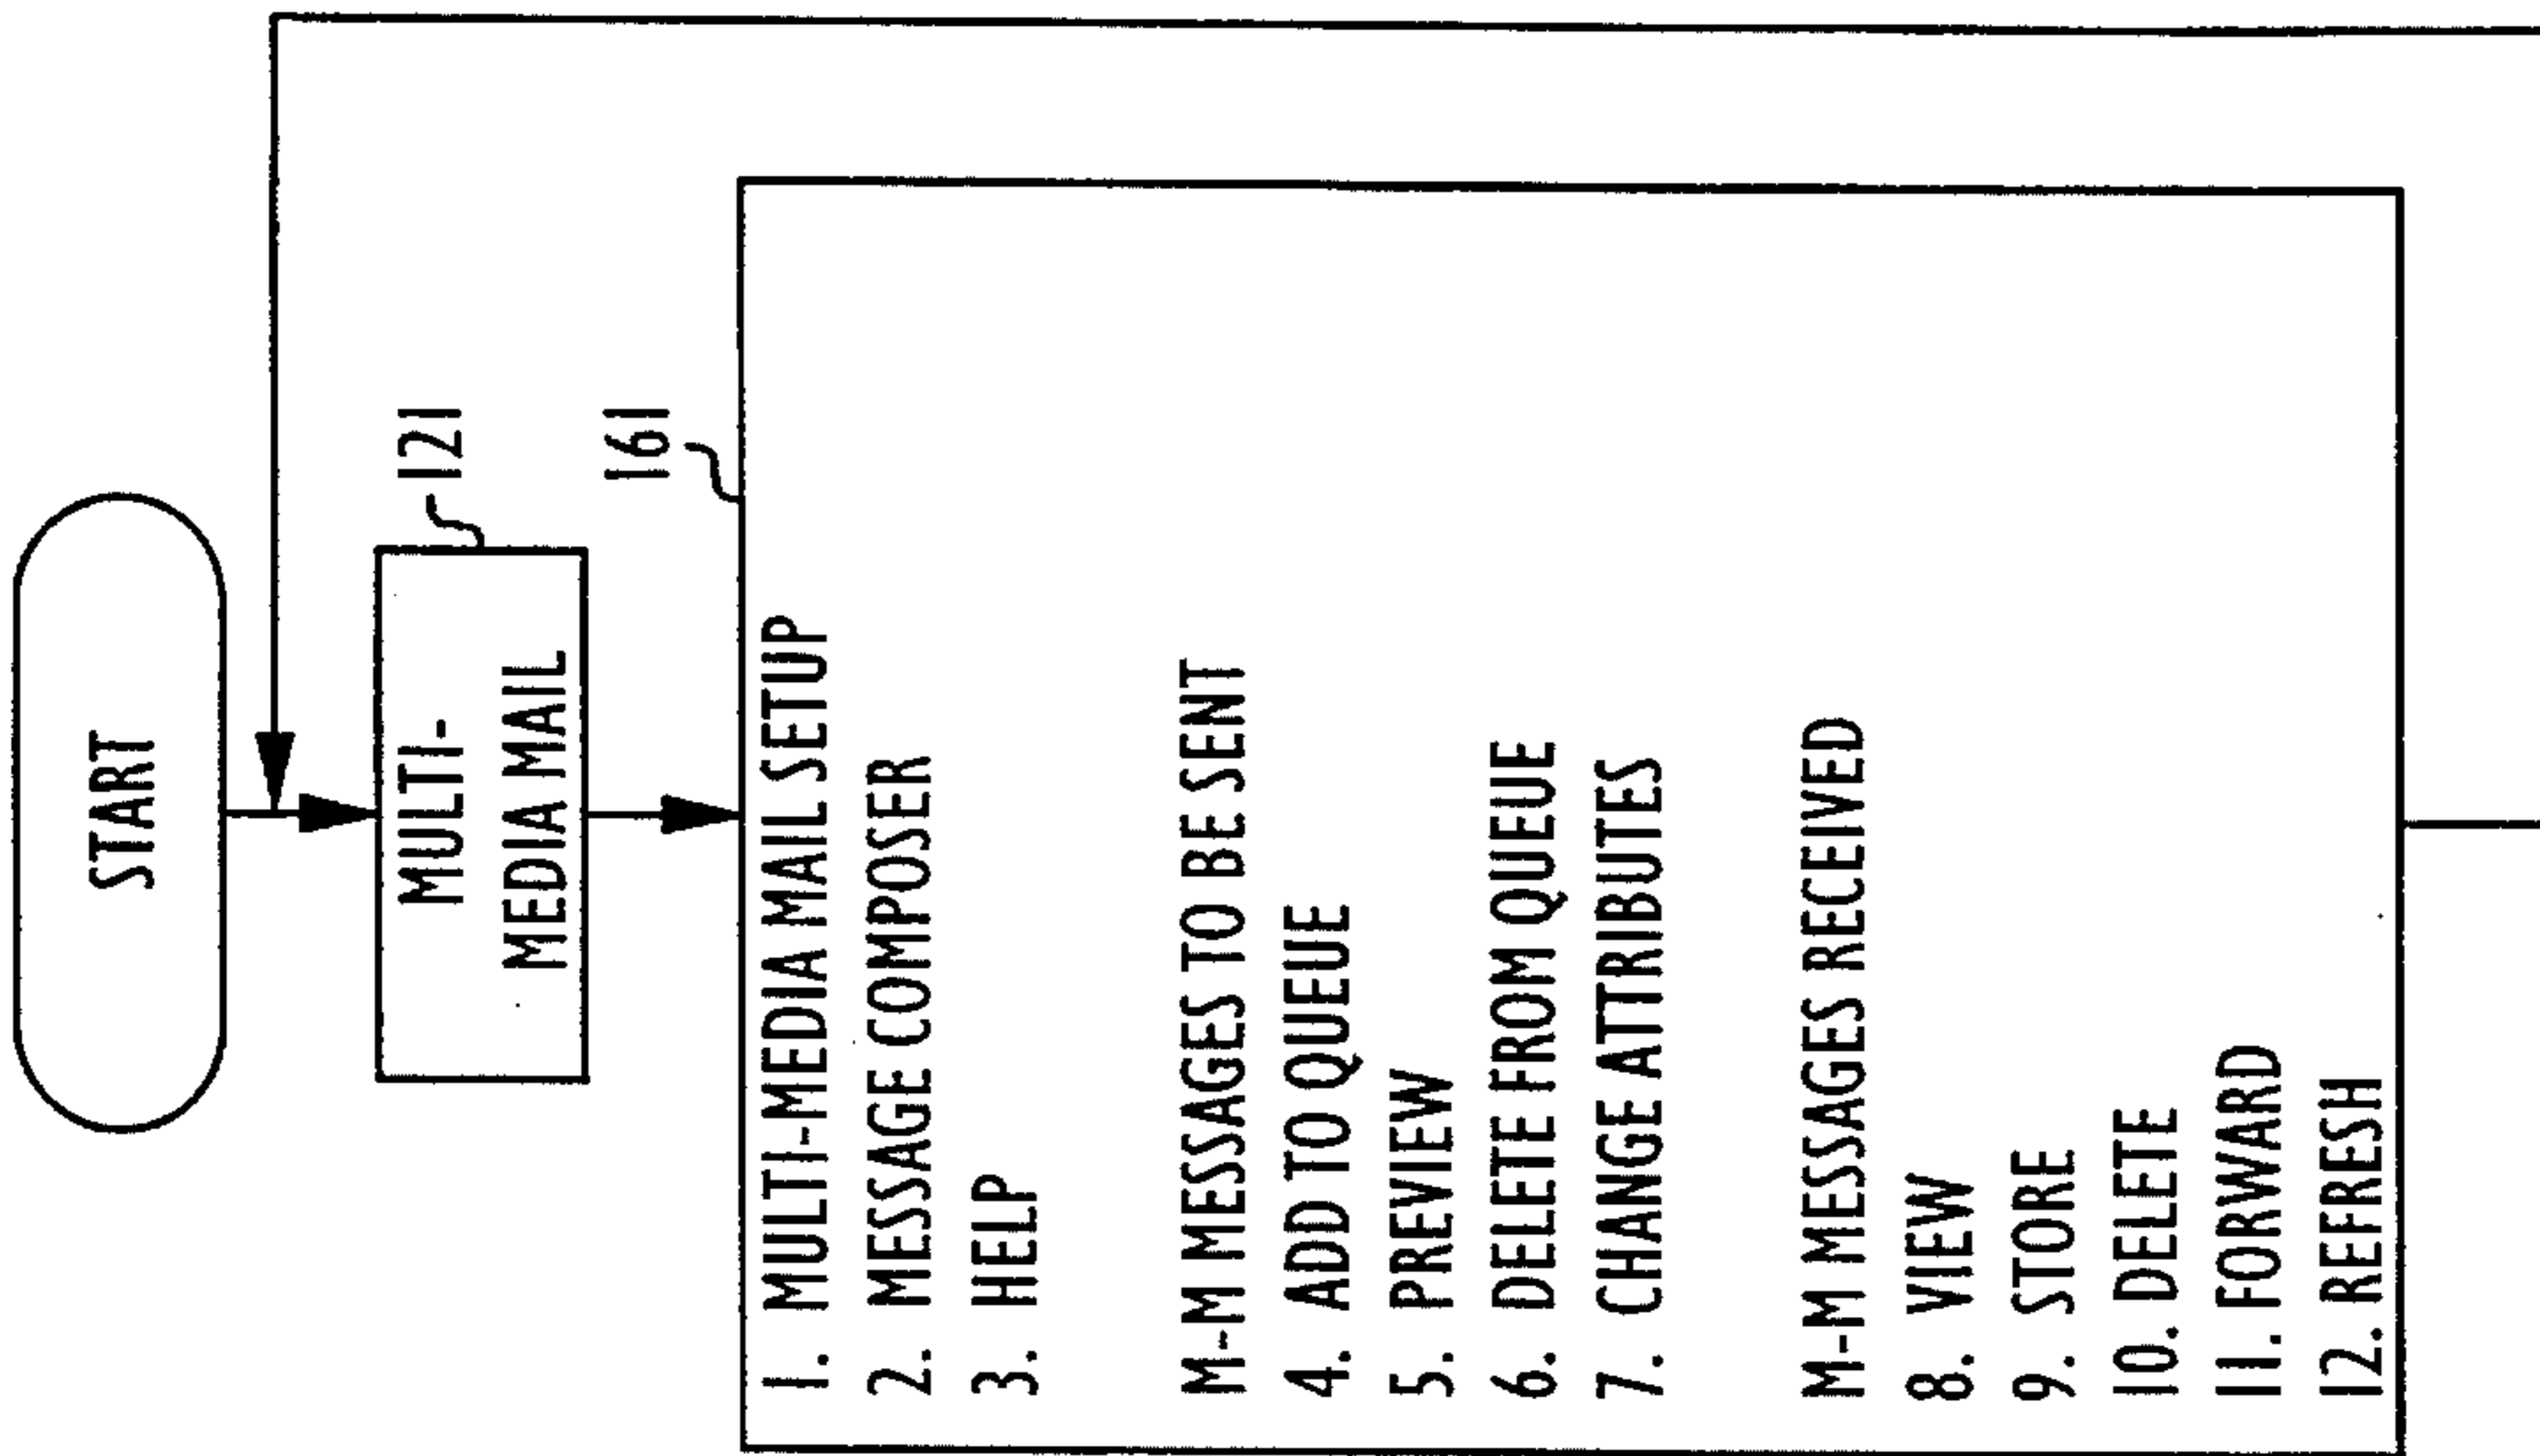 START
MULTI-
MEDIA MAIL
121
161
1. MULTI-MEDIA MAIL SETUP
2. MESSAGE COMPOSER
3. HELP
M-M MESSAGES TO BE SENT
4. ADD TO QUEUE
5. PREVIEW
6. DELETE FROM QUEUE
7. CHANGE ATTRIBUTES
M-M MESSAGES RECEIVED
8. VIEW
9. STORE
10. DELETE
11. FORWARD
12. REFRESH